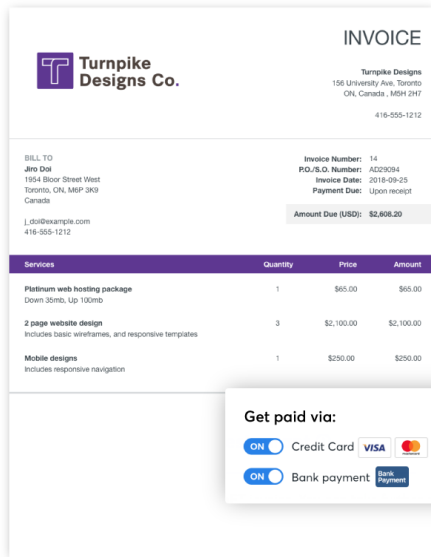 INVOICE
Turnpike
Designs Co.
Turnpike Designs
156 University Ave, Toronto
ON, Canada , M5H 2H7
416-555-1212
BILL TO
Jiro Doi
1954 Bloor Street West
Toronto, ON, M6P 3K9
Canada
j_doi@example.com
416-555-1212
Invoice Number: 14
P.O./S.O. Number: AD29094
Invoice Date: 2018-09-25
Payment Due: Upon receipt
Amount Due (USD): $2,608.20
Services Quantity Price Amount
Platinum web hosting package 1 $65.00 $65.00
Down 35mb, Up 100mb
2 page website design 3 $2,100.00 $2,100.00
Includes basic wireframes, and responsive templates
Mobile designs 1 $250.00 $250.00
Includes responsive navigation
Get paid via:
ON Credit Card VISA
ON Bank payment Bank
Payment